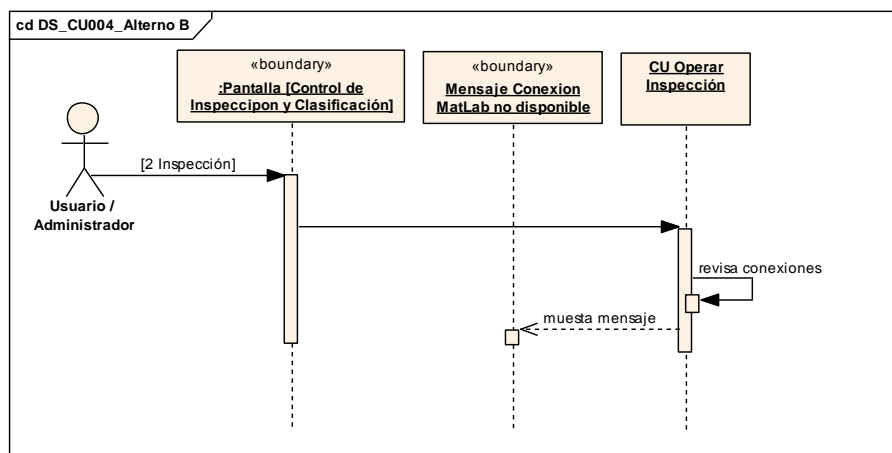 cd DS_CU004_Alterno B
«boundary»
:Pantalla [Control de
Inspeccipon y Clasificación]
«boundary»
Mensaje Conexion
MatLab no disponible
CU Operar
Inspección
[2 Inspección]
Usuario /
Administrador
revisa conexiones
muesta mensaje